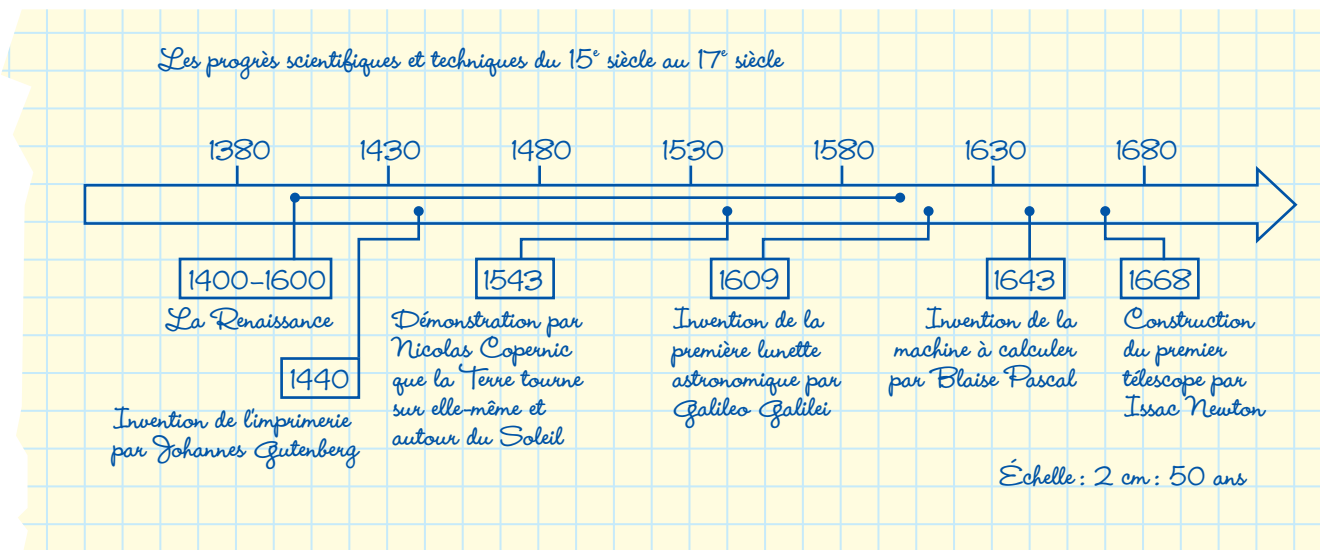 Les progrès scientifiques et techniques du 15e siècle au 17e siècle
1380
1430
1480
1530
1580
1630
1680
1400–1600
La Renaissance
1440
Invention de l'imprimerie
par Johannes Gutenberg
1543
Démonstration par
Nicolas Copernic
que la Terre tourne
sur elle-même et
autour du Soleil
1609
Invention de la
première lunette
astronomique par
Galileo Galilei
1643
Invention de la
machine à calculer
par Blaise Pascal
1668
Construction
du premier
télescope par
Issac Newton
Échelle : 2 cm : 50 ans